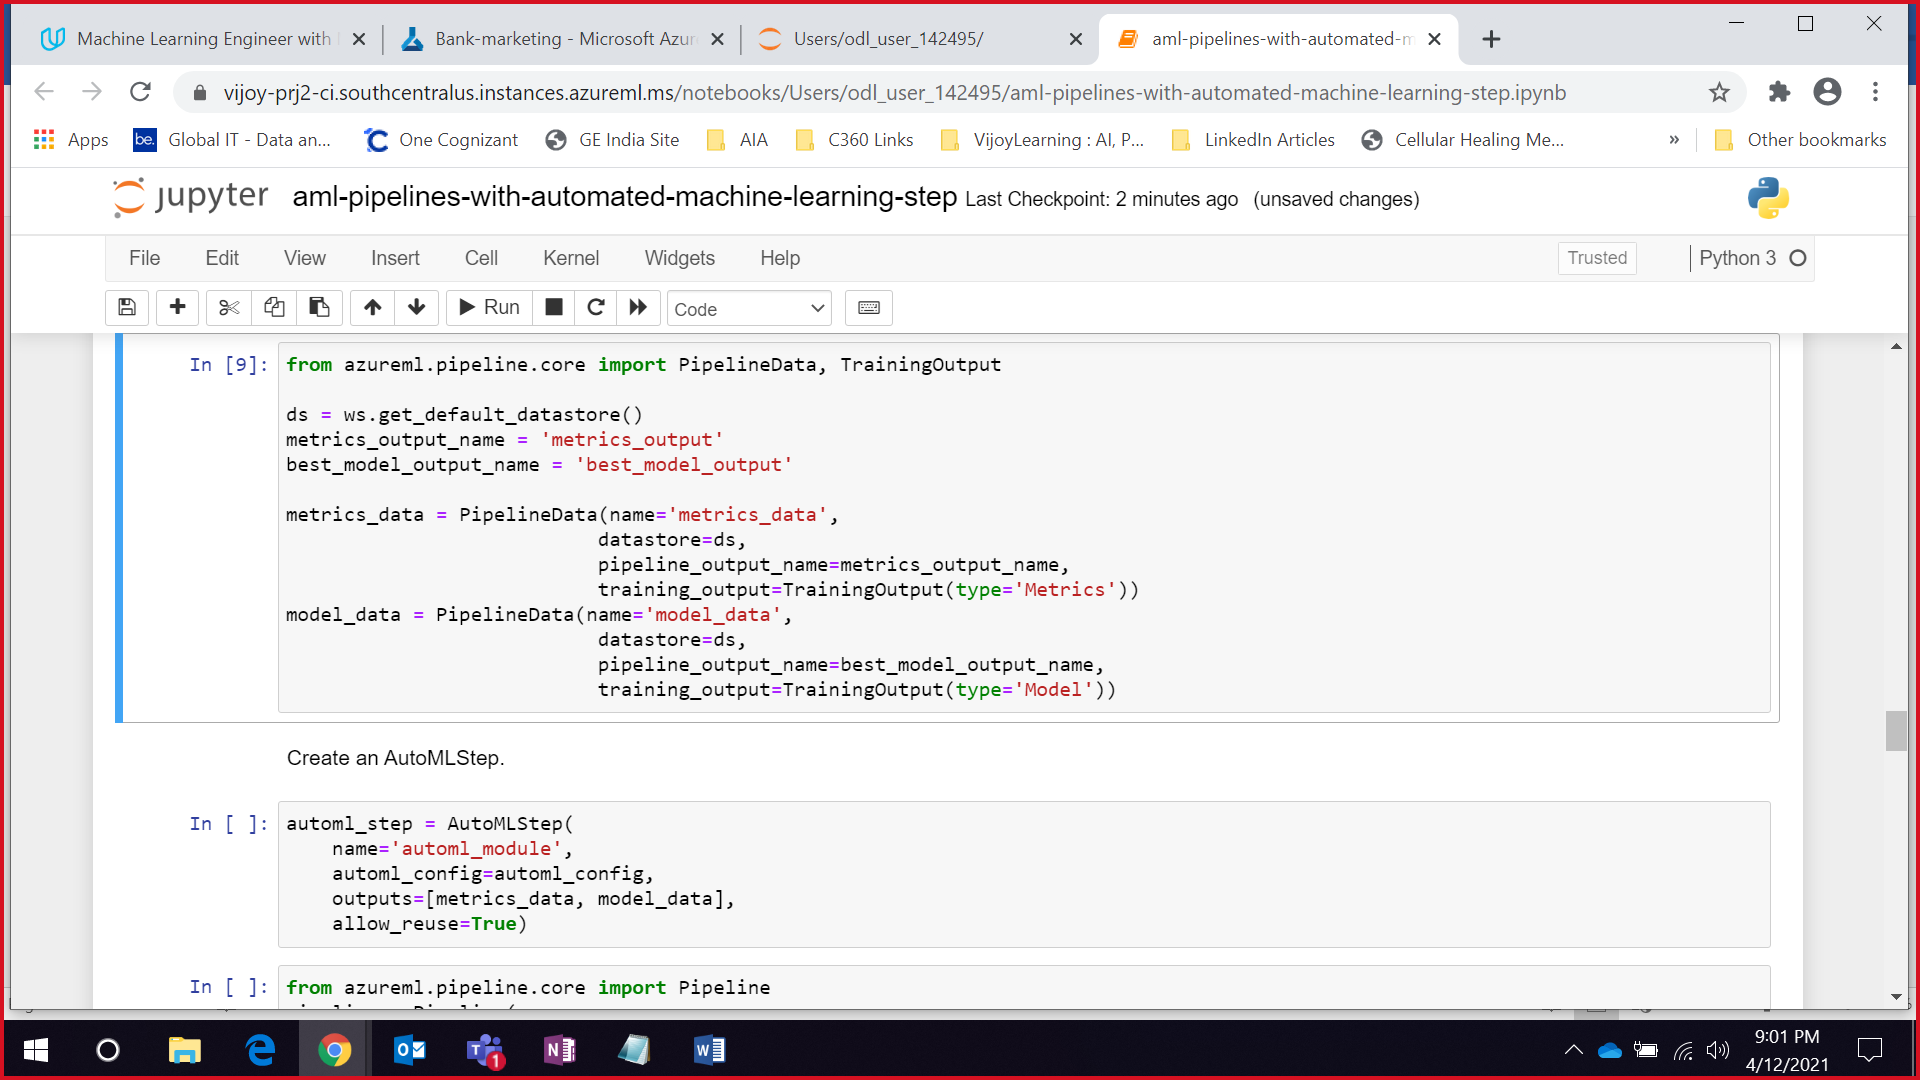 Machine Learning Engineer with
Bank-marketing - Microsoft Azur
Users/odl_user_142495/
aml-pipelines-with-automated-m
vijoy-prj2-ci.southcentralus.instances.azureml.ms/notebooks/Users/odl_user_142495/aml-pipelines-with-automated-machine-learning-step.ipynb
Apps
be.
Global IT - Data an...
One Cognizant
GE India Site
AIA
C360 Links
VijoyLearning : AI, P...
LinkedIn Articles
Cellular Healing Me...
»
Other bookmarks
jupyter
aml-pipelines-with-automated-machine-learning-step Last Checkpoint: 2 minutes ago (unsaved changes)
File Edit View Insert Cell Kernel Widgets Help
Trusted
Python 3
Run
Code
In [9]:
from azureml.pipeline.core import PipelineData, TrainingOutput
ds = ws.get_default_datastore()
metrics_output_name = 'metrics_output'
best_model_output_name = 'best_model_output'
metrics_data = PipelineData(name='metrics_data',
datastore=ds,
pipeline_output_name=metrics_output_name,
training_output=TrainingOutput(type='Metrics'))
model_data = PipelineData(name='model_data',
datastore=ds,
pipeline_output_name=best_model_output_name,
training_output=TrainingOutput(type='Model'))
Create an AutoMLStep.
In [ ]:
automl_step = AutoMLStep(
name='automl_module',
automl_config=automl_config,
outputs=[metrics_data, model_data],
allow_reuse=True)
In [ ]:
from azureml.pipeline.core import Pipeline
1
9:01 PM
4/12/2021